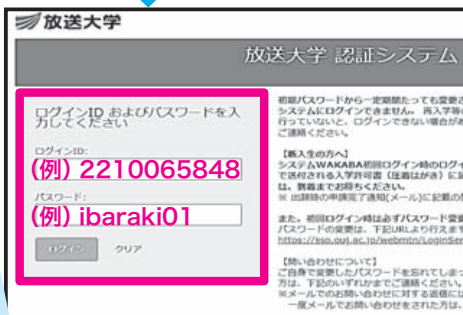 放送大学
放送大学 認証システム
ログインID およびパスワードを入
力してください
ログインID:
(例) 2210065848
パスワード:
(例) ibaraki01
ログイン クリア
初期パスワードから一定期間たっても変更さ
システムにログインできません。再入学等の
行っていないと、ログインできない場合があ
ご連絡ください。
【新入生の方へ】
システムWAKABA初回ログイン時のログイ
で送付される入学許可書（圧着はがき）に
は、到着までお待ちください。
※ 出願時の申請完了通知(メール)に記載の
また、初回ログイン時は必ずパスワード変更
パスワードの変更は、下記URLより行えます
https://sso.ouj.ac.jp/webmtn/LoginSer
【問い合わせについて】
ご自身で変更したパスワードを忘れてしまっ
方は、下記のいずれかまでご連絡ください。
※メールでのお問い合わせに対する返信には
一度メールでお問い合わせをされた方は、